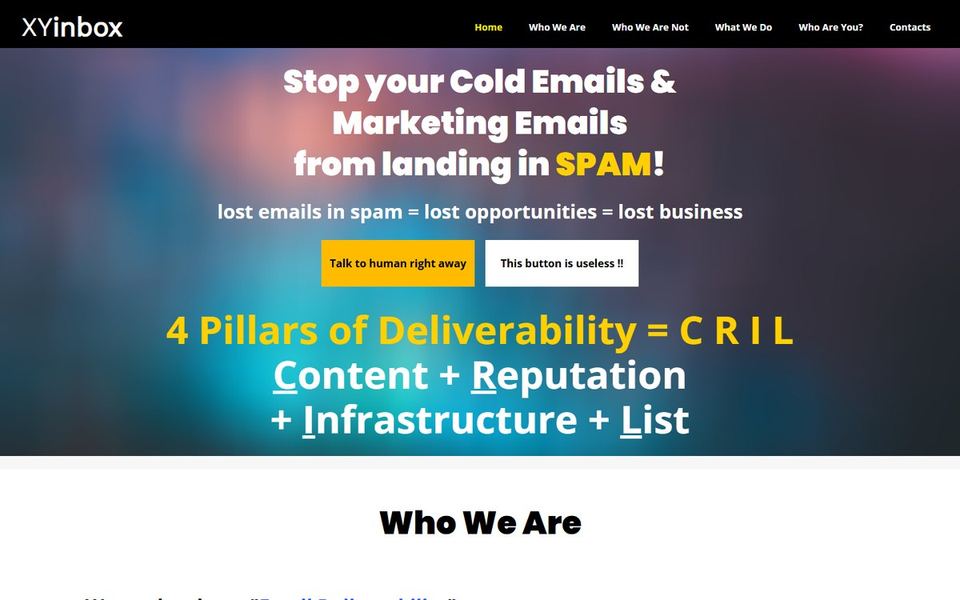 XYinbox
Home Who We Are Who We Are Not What We Do Who Are You? Contacts
Stop your Cold Emails &
Marketing Emails
from landing in SPAM!
lost emails in spam = lost opportunities = lost business
Talk to human right away This button is useless !!
4 Pillars of Deliverability = C R I L
Content + Reputation
+ Infrastructure + List
Who We Are